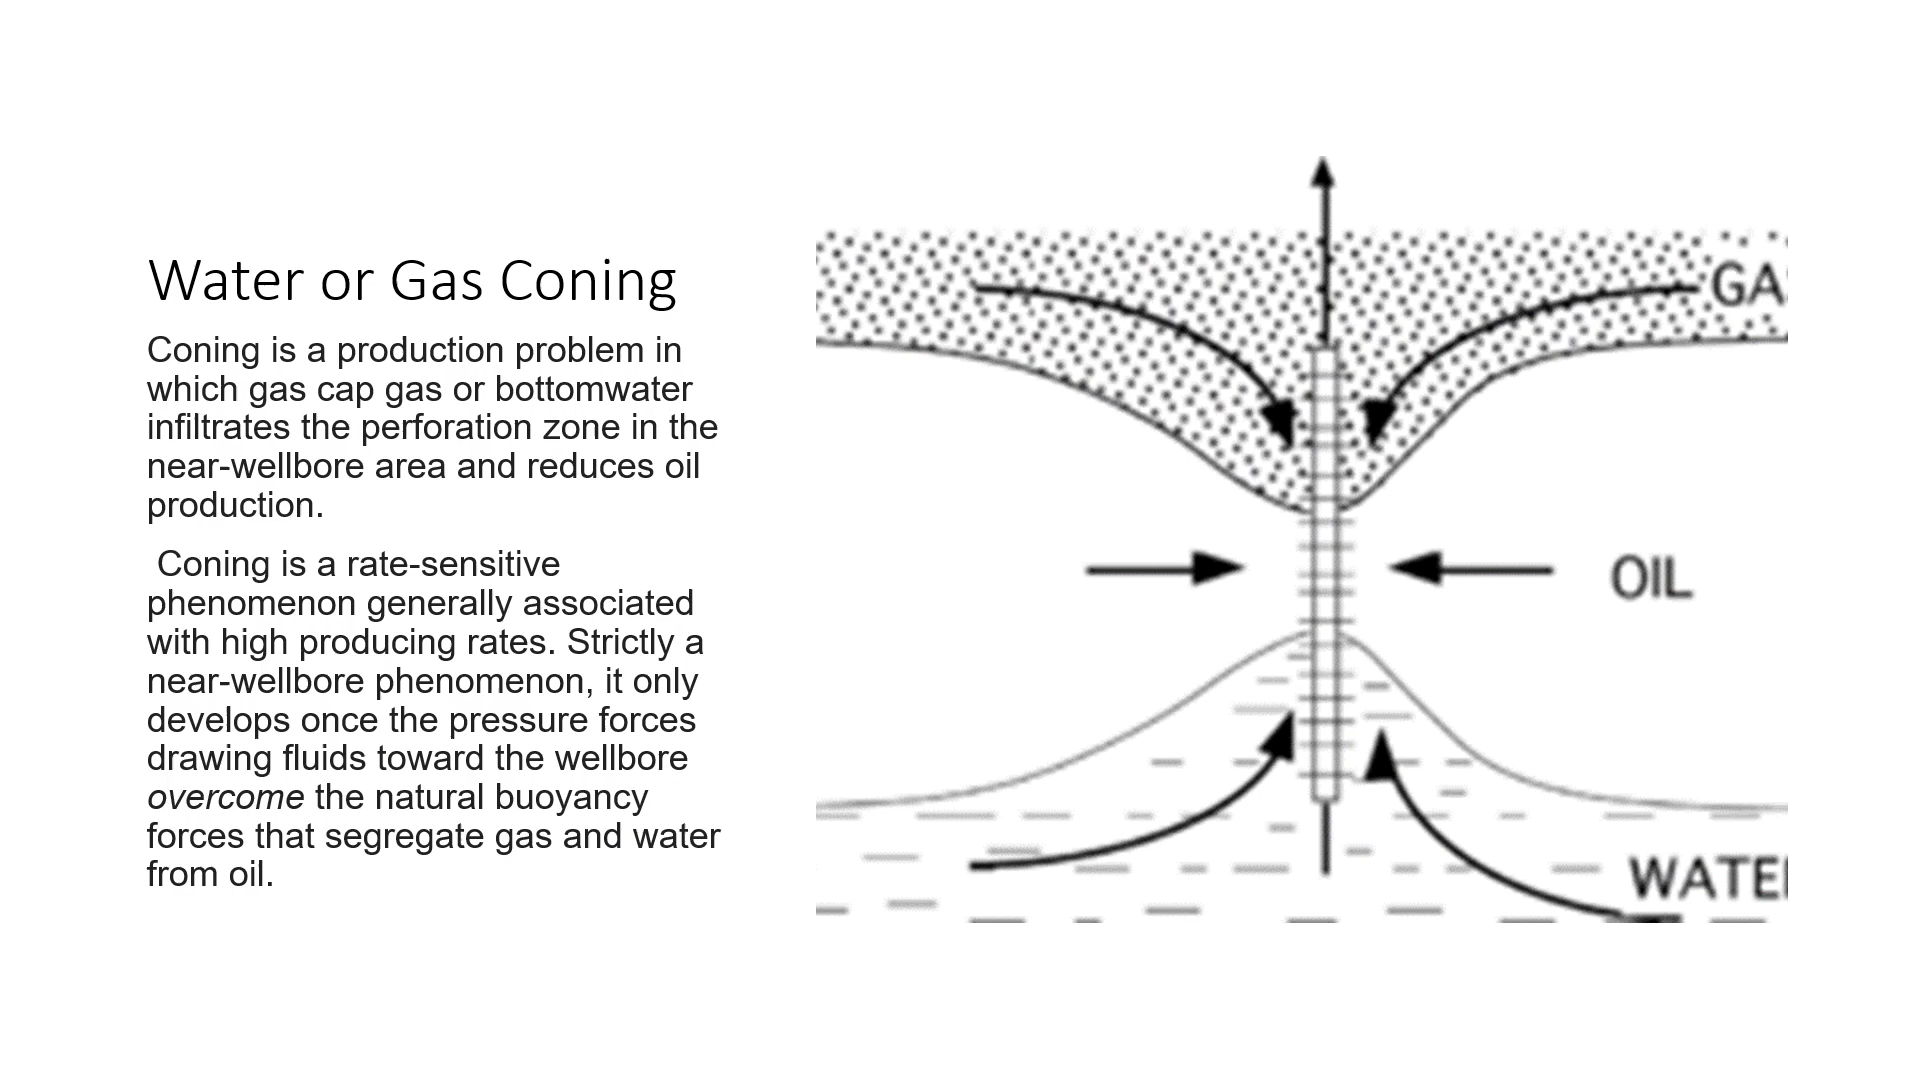 Water or Gas Coning
Coning is a production problem in
which gas cap gas or bottomwater
infiltrates the perforation zone in the
near-wellbore area and reduces oil
production.
Coning is a rate-sensitive
phenomenon generally associated
with high producing rates. Strictly a
near-wellbore phenomenon, it only
develops once the pressure forces
drawing fluids toward the wellbore
overcome the natural buoyancy
forces that segregate gas and water
from oil.
GA
OIL
WATE